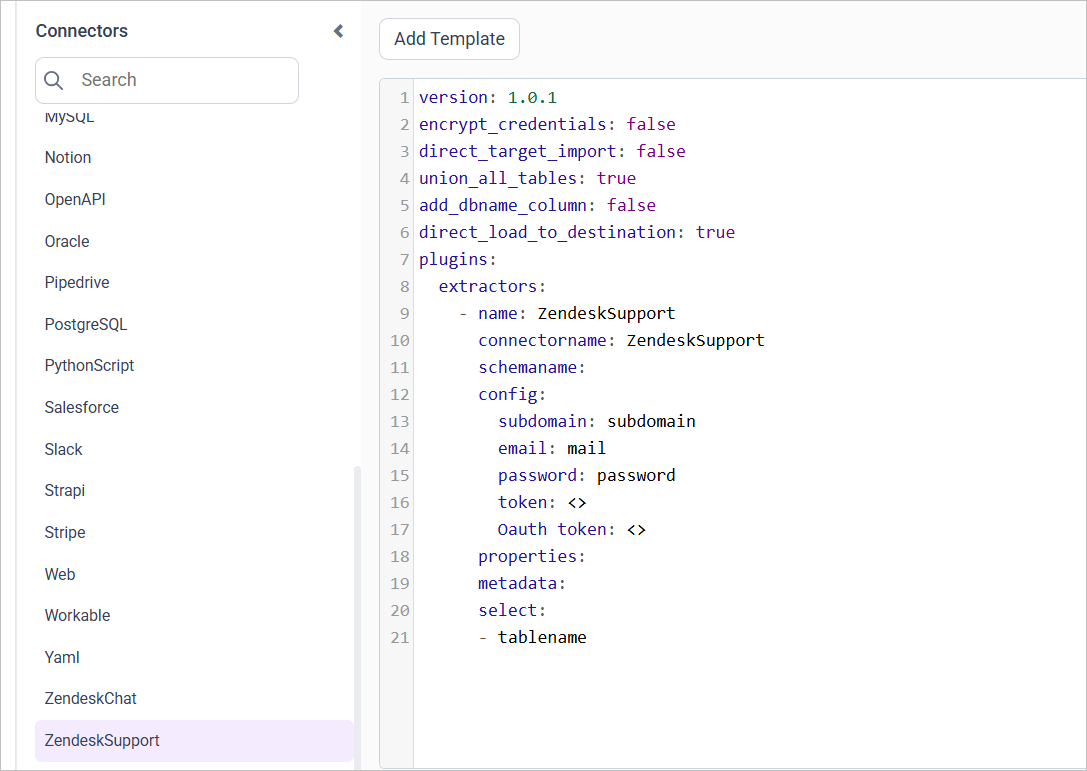 Connectors
Search
MySQL
Notion
OpenAPI
Oracle
Pipedrive
PostgreSQL
PythonScript
Salesforce
Slack
Strapi
Stripe
Web
Workable
Yaml
ZendeskChat
ZendeskSupport
Add Template
1 version: 1.0.1
2 encrypt_credentials: false
3 direct_target_import: false
4 union_all_tables: true
5 add_dbname_column: false
6 direct_load_to_destination: true
7 plugins:
8   extractors:
9     - name: ZendeskSupport
10       connectorname: ZendeskSupport
11       schemaname:
12       config:
13         subdomain: subdomain
14         email: mail
15         password: password
16         token: <>
17         Oauth token: <>
18       properties:
19       metadata:
20       select:
21       - tablename